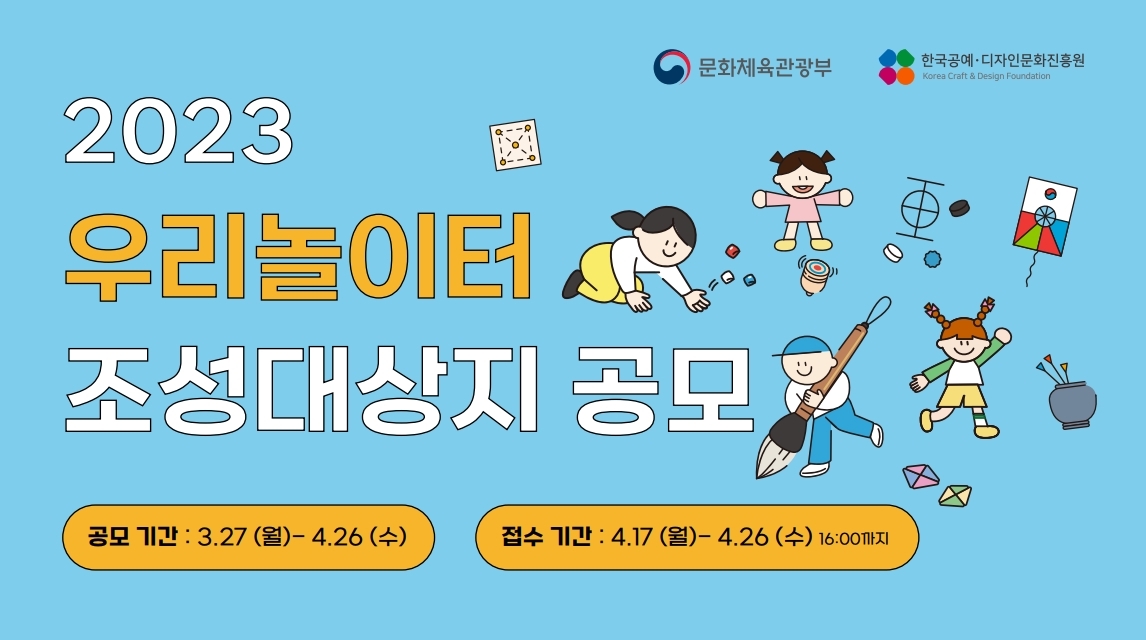 문화체육관광부
한국공예·디자인문화진흥원
Korea Craft & Design Foundation
2023
우리놀이터
조성대상지 공모
공모 기간 : 3.27 (월)- 4.26 (수)
접수 기간 : 4.17 (월)- 4.26 (수) 16:00까지